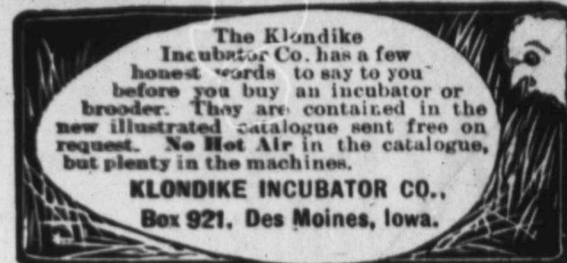 The Klondike
Incubator Co. has a few
honest words to say to you
before you buy an incubator or
brooder. They are contained in the
new illustrated catalogue sent free on
request. No Hot Air in the catalogue,
but plenty in the machines.
KLONDIKE INCUBATOR CO.,
Box 921, Des Moines, Iowa.